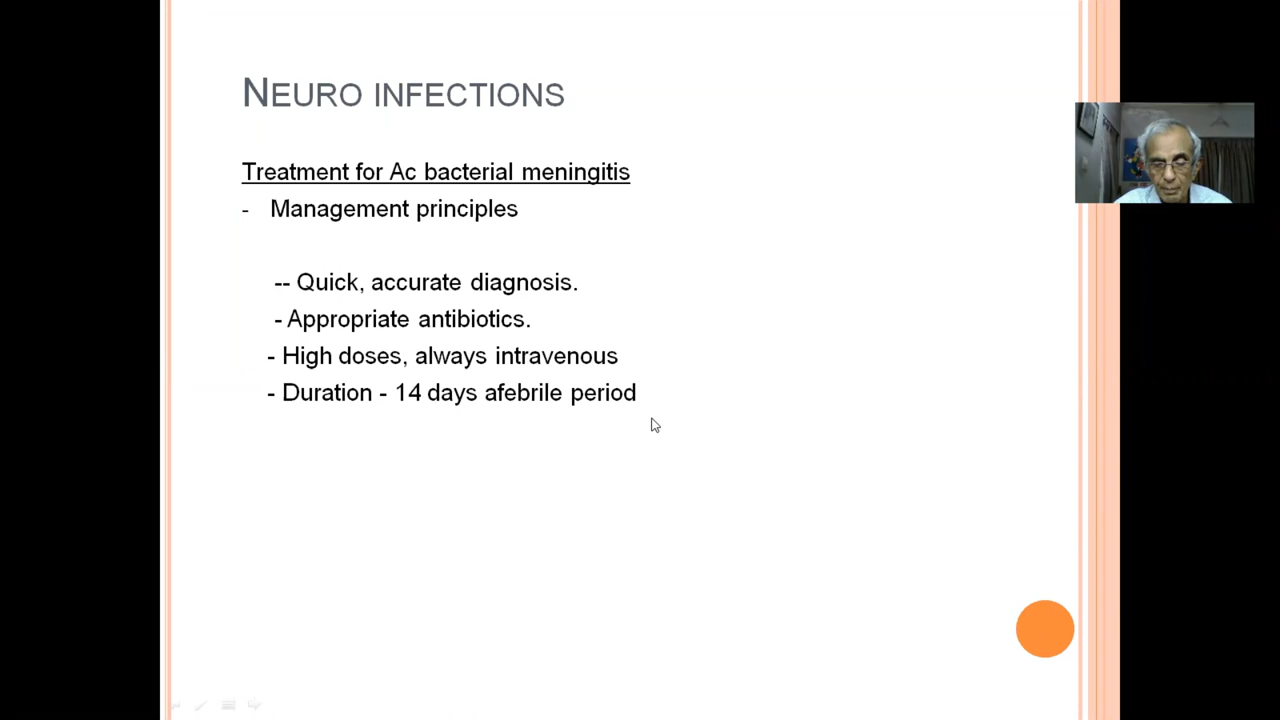 NEURO INFECTIONS
Treatment for Ac bacterial meningitis
- Management principles
-- Quick, accurate diagnosis.
- Appropriate antibiotics.
- High doses, always intravenous
- Duration - 14 days afebrile period